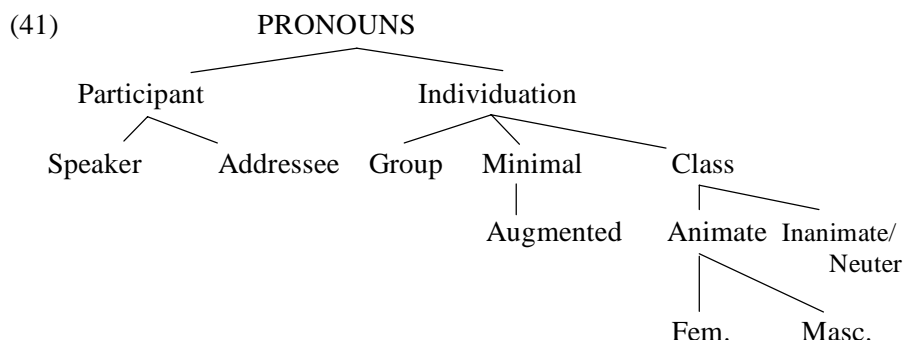 (41) PRONOUNS
Participant Individuation
Speaker Addressee Group Minimal Class
Augmented Animate Inanimate/
Neuter
Fem. Masc.